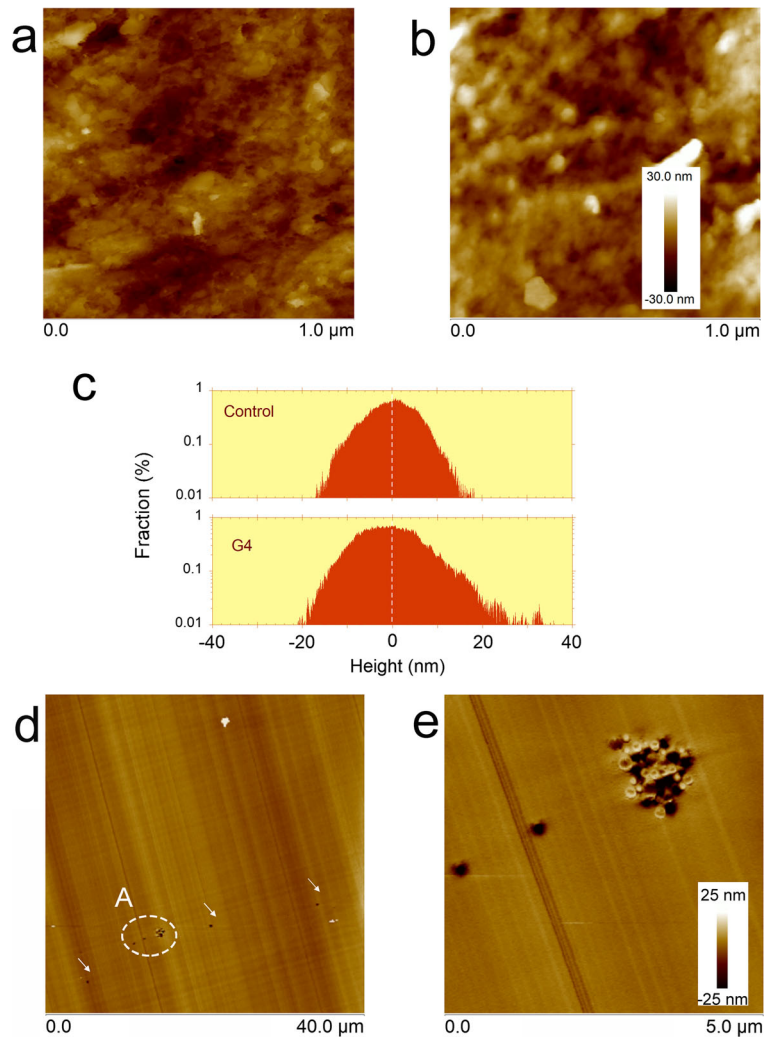 a
b
30.0 nm
-30.0 nm
0.0 1.0 µm
0.0 1.0 µm
c
Fraction (%)
1
0.1
0.01
Control
1
0.1
0.01
G4
-40 -20 0 20 40
Height (nm)
d
A
0.0 40.0 µm
e
25 nm
-25 nm
0.0 5.0 µm